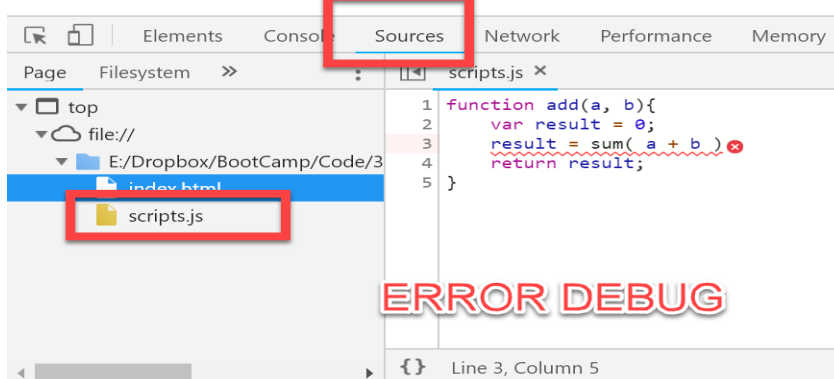 Elements Console Sources Network Performance Memory
Page Filesystem »
scripts.js ×
top
file://
E:/Dropbox/BootCamp/Code/3
index.html
scripts.js
1 function add(a, b){
2 var result = 0;
3 result = sum( a + b )
4 return result;
5 }
ERROR DEBUG
{ } Line 3, Column 5